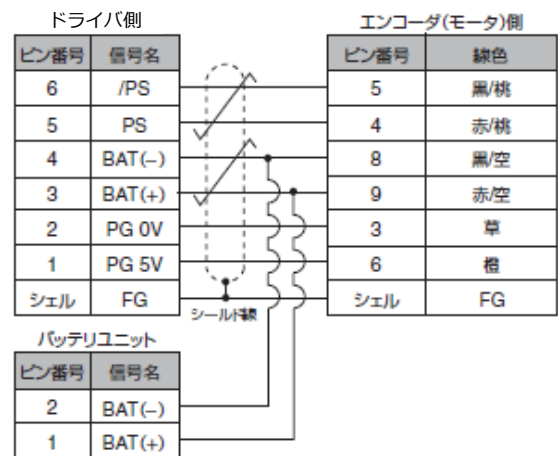 ドライバ側 エンコーダ(モータ)側
ピン番号 信号名 ピン番号 線色
6 /PS 5 黒/桃
5 PS 4 赤/桃
4 BAT(−) 8 黒/空
3 BAT(+) 9 赤/空
2 PG 0V 3 草
1 PG 5V 6 橙
シェル FG シェル FG
シールド線
バッテリユニット
ピン番号 信号名
2 BAT(−)
1 BAT(+)